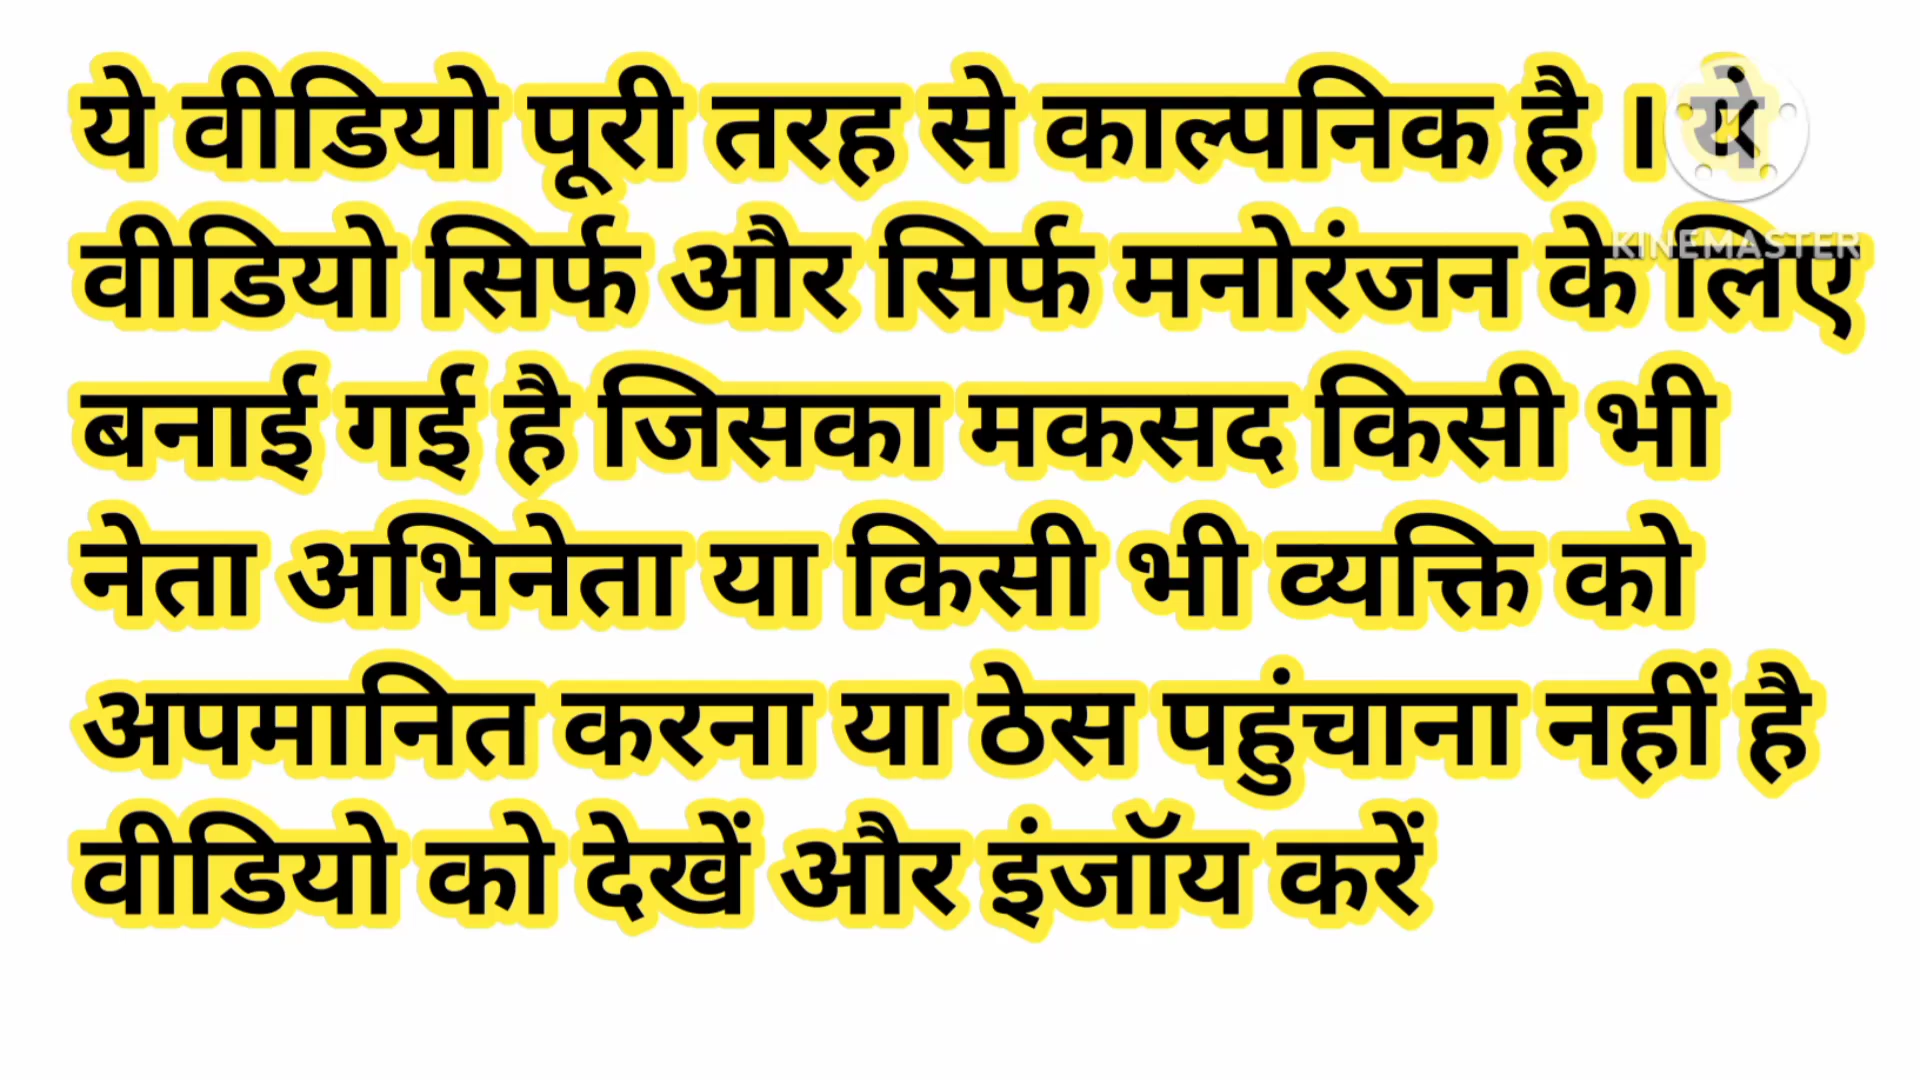 ये वीडियो पूरी तरह से काल्पनिक है । ये
वीडियो सिर्फ और सिर्फ मनोरंजन के लिए
बनाई गई है जिसका मकसद किसी भी
नेता अभिनेता या किसी भी व्यक्ति को
अपमानित करना या ठेस पहुंचाना नहीं है
वीडियो को देखें और इंजॉय करें
KINEMASTER